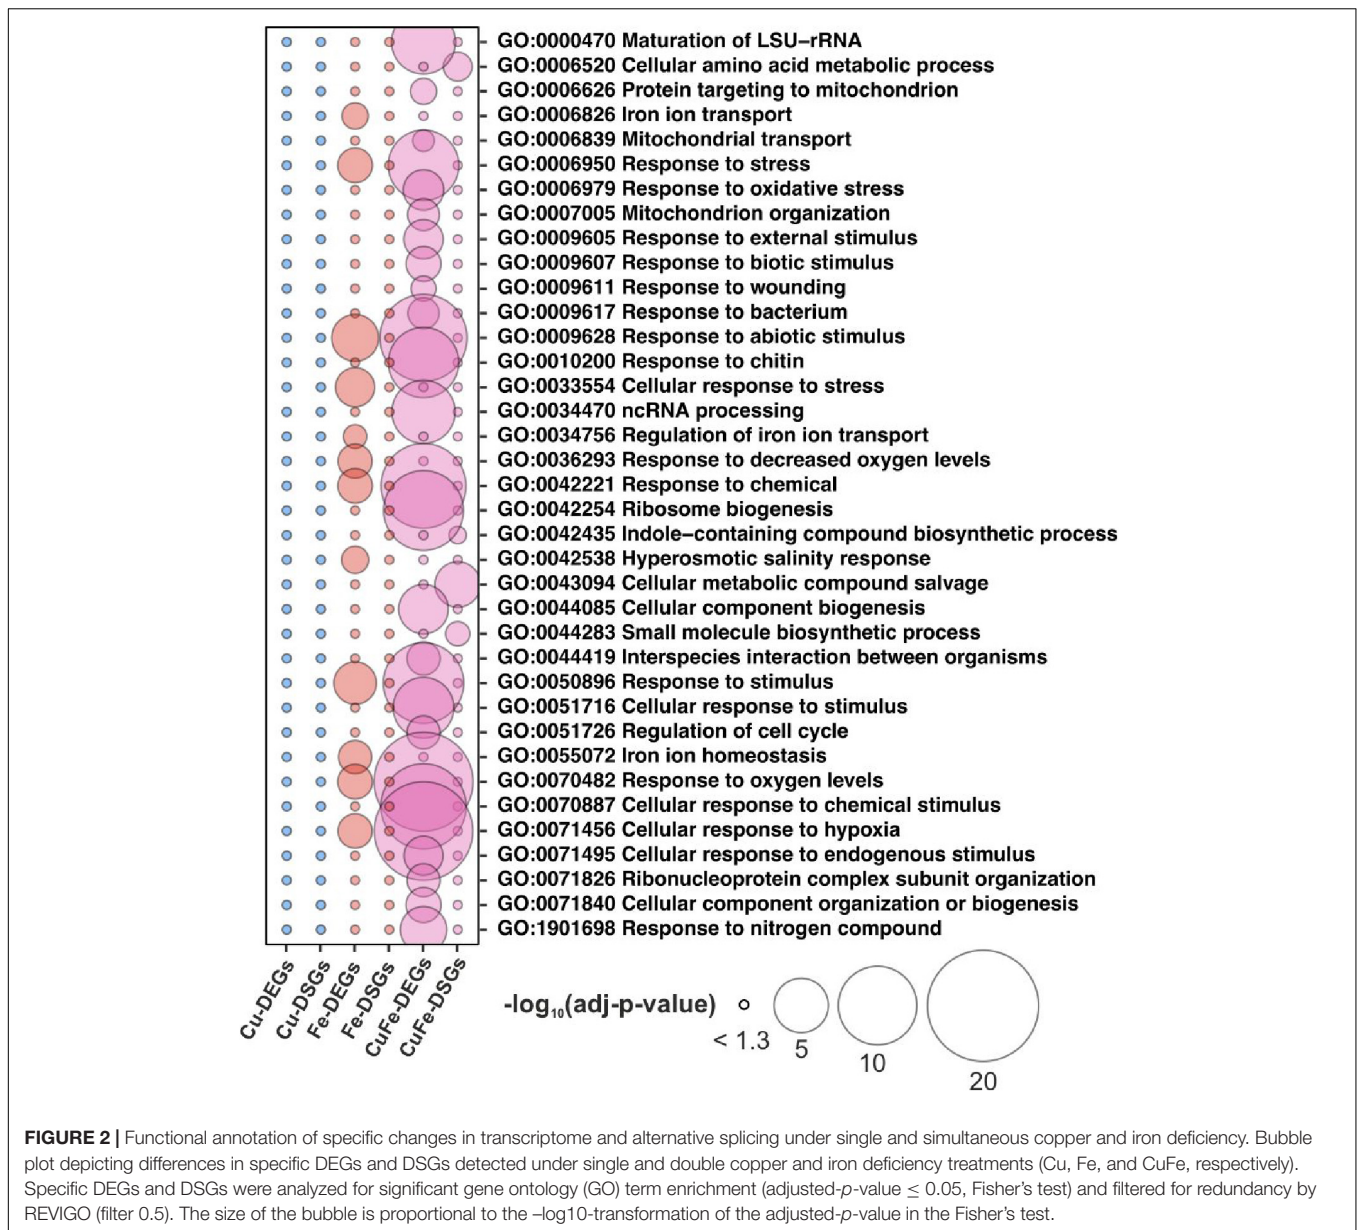 GO:0000470 Maturation of LSU–rRNA
GO:0006520 Cellular amino acid metabolic process
GO:0006626 Protein targeting to mitochondrion
GO:0006826 Iron ion transport
GO:0006839 Mitochondrial transport
GO:0006950 Response to stress
GO:0006979 Response to oxidative stress
GO:0007005 Mitochondrion organization
GO:0009605 Response to external stimulus
GO:0009607 Response to biotic stimulus
GO:0009611 Response to wounding
GO:0009617 Response to bacterium
GO:0009628 Response to abiotic stimulus
GO:0010200 Response to chitin
GO:0033554 Cellular response to stress
GO:0034470 ncRNA processing
GO:0034756 Regulation of iron ion transport
GO:0036293 Response to decreased oxygen levels
GO:0042221 Response to chemical
GO:0042254 Ribosome biogenesis
GO:0042435 Indole–containing compound biosynthetic process
GO:0042538 Hyperosmotic salinity response
GO:0043094 Cellular metabolic compound salvage
GO:0044085 Cellular component biogenesis
GO:0044283 Small molecule biosynthetic process
GO:0044419 Interspecies interaction between organisms
GO:0050896 Response to stimulus
GO:0051716 Cellular response to stimulus
GO:0051726 Regulation of cell cycle
GO:0055072 Iron ion homeostasis
GO:0070482 Response to oxygen levels
GO:0070887 Cellular response to chemical stimulus
GO:0071456 Cellular response to hypoxia
GO:0071495 Cellular response to endogenous stimulus
GO:0071826 Ribonucleoprotein complex subunit organization
GO:0071840 Cellular component organization or biogenesis
GO:1901698 Response to nitrogen compound
Cu-DEGs
Cu-DSGs
Fe-DEGs
Fe-DSGs
CuFe-DEGs
CuFe-DSGs
-log₁₀(adj-p-value)
< 1.3
5
10
20
FIGURE 2 | Functional annotation of specific changes in transcriptome and alternative splicing under single and simultaneous copper and iron deficiency. Bubble
plot depicting differences in specific DEGs and DSGs detected under single and double copper and iron deficiency treatments (Cu, Fe, and CuFe, respectively).
Specific DEGs and DSGs were analyzed for significant gene ontology (GO) term enrichment (adjusted-p-value ≤ 0.05, Fisher's test) and filtered for redundancy by
REVIGO (filter 0.5). The size of the bubble is proportional to the –log10-transformation of the adjusted-p-value in the Fisher's test.